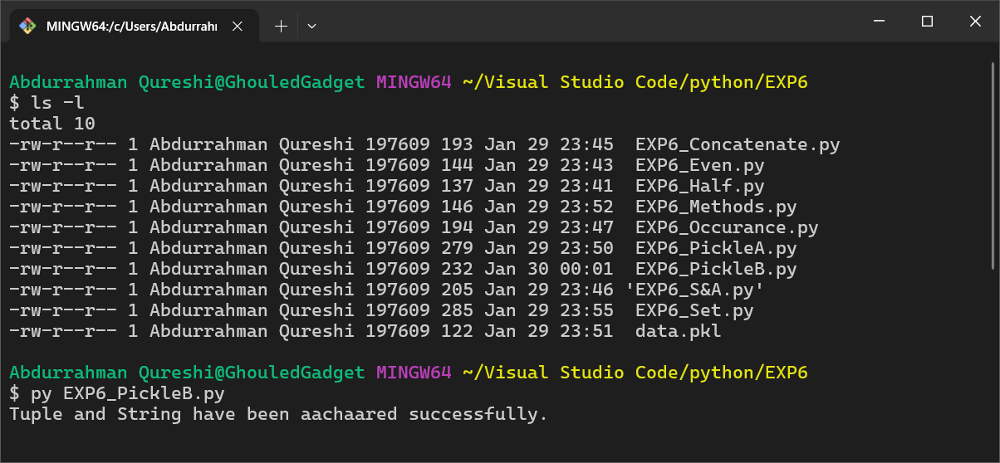 MINGW64:/c/Users/Abdurrahm
Abdurrahman Qureshi@GhouledGadget MINGW64 ~/Visual Studio Code/python/EXP6
$ ls -l
total 10
-rw-r--r-- 1 Abdurrahman Qureshi 197609 193 Jan 29 23:45  EXP6_Concatenate.py
-rw-r--r-- 1 Abdurrahman Qureshi 197609 144 Jan 29 23:43  EXP6_Even.py
-rw-r--r-- 1 Abdurrahman Qureshi 197609 137 Jan 29 23:41  EXP6_Half.py
-rw-r--r-- 1 Abdurrahman Qureshi 197609 146 Jan 29 23:52  EXP6_Methods.py
-rw-r--r-- 1 Abdurrahman Qureshi 197609 194 Jan 29 23:47  EXP6_Occurance.py
-rw-r--r-- 1 Abdurrahman Qureshi 197609 279 Jan 29 23:50  EXP6_PickleA.py
-rw-r--r-- 1 Abdurrahman Qureshi 197609 232 Jan 30 00:01  EXP6_PickleB.py
-rw-r--r-- 1 Abdurrahman Qureshi 197609 205 Jan 29 23:46 'EXP6_S&A.py'
-rw-r--r-- 1 Abdurrahman Qureshi 197609 285 Jan 29 23:55  EXP6_Set.py
-rw-r--r-- 1 Abdurrahman Qureshi 197609 122 Jan 29 23:51  data.pkl
Abdurrahman Qureshi@GhouledGadget MINGW64 ~/Visual Studio Code/python/EXP6
$ py EXP6_PickleB.py
Tuple and String have been aachaared successfully.